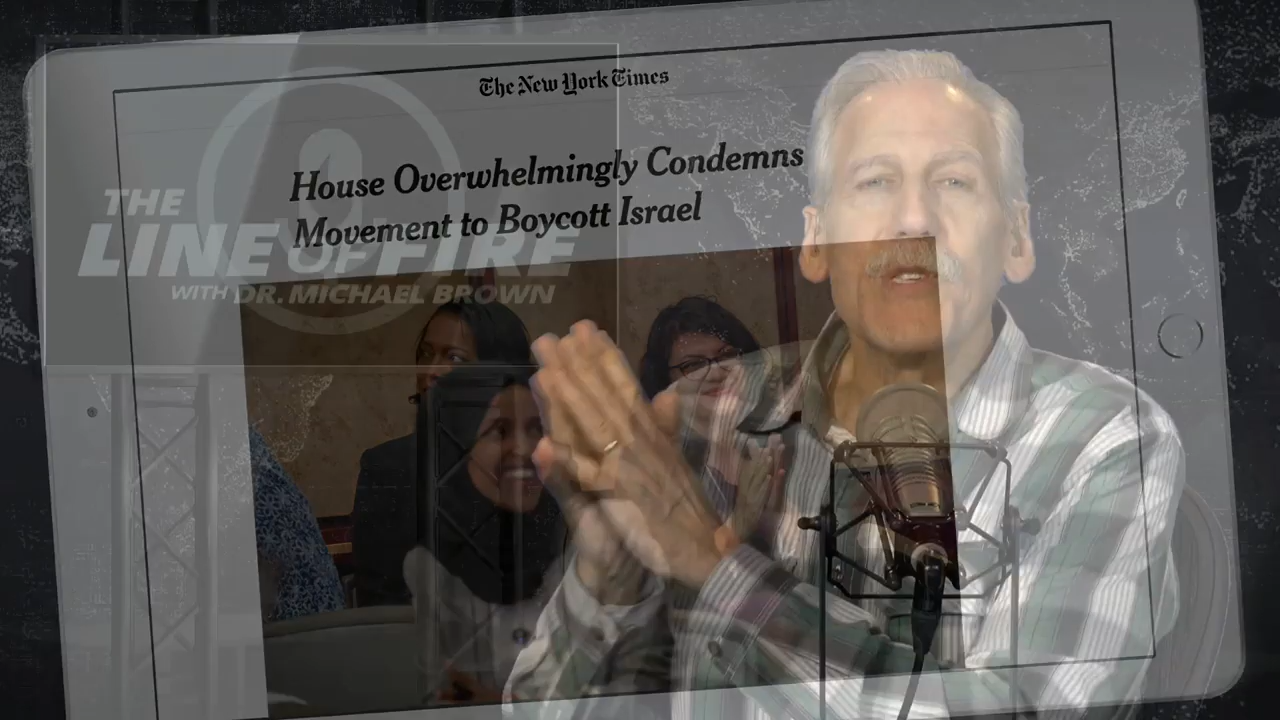 The New York Times
House Overwhelmingly Condemns
Movement to Boycott Israel
THE
LINE OF FIRE
WITH DR. MICHAEL BROWN